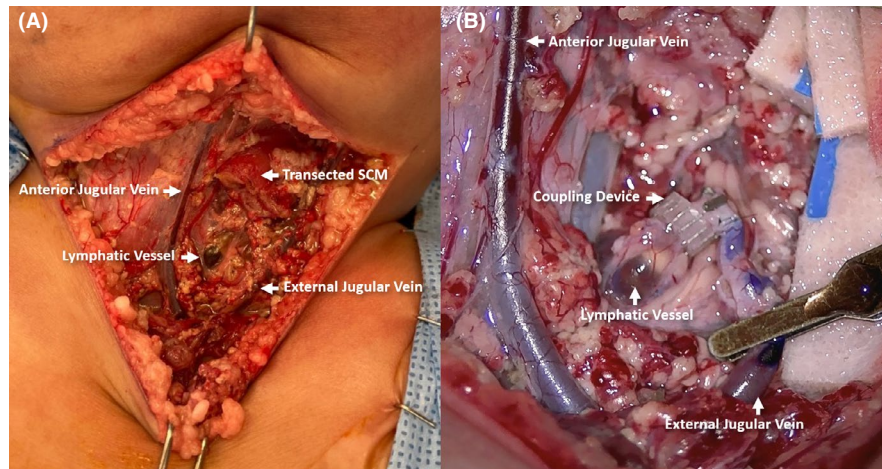 (A)
Anterior Jugular Vein
Transected SCM
Lymphatic Vessel
External Jugular Vein
(B)
Anterior Jugular Vein
Coupling Device
Lymphatic Vessel
External Jugular Vein